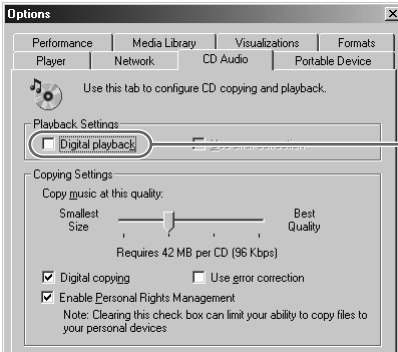 Options
Performance Media Library Visualizations Formats
Player Network CD Audio Portable Device
Use this tab to configure CD copying and playback.
Playback Settings
Digital playback Use error correction
Copying Settings
Copy music at this quality:
Smallest Size Best Quality
Requires 42 MB per CD (96 Kbps)
Digital copying Use error correction
Enable Personal Rights Management
Note: Clearing this check box can limit your ability to copy files to
your personal devices